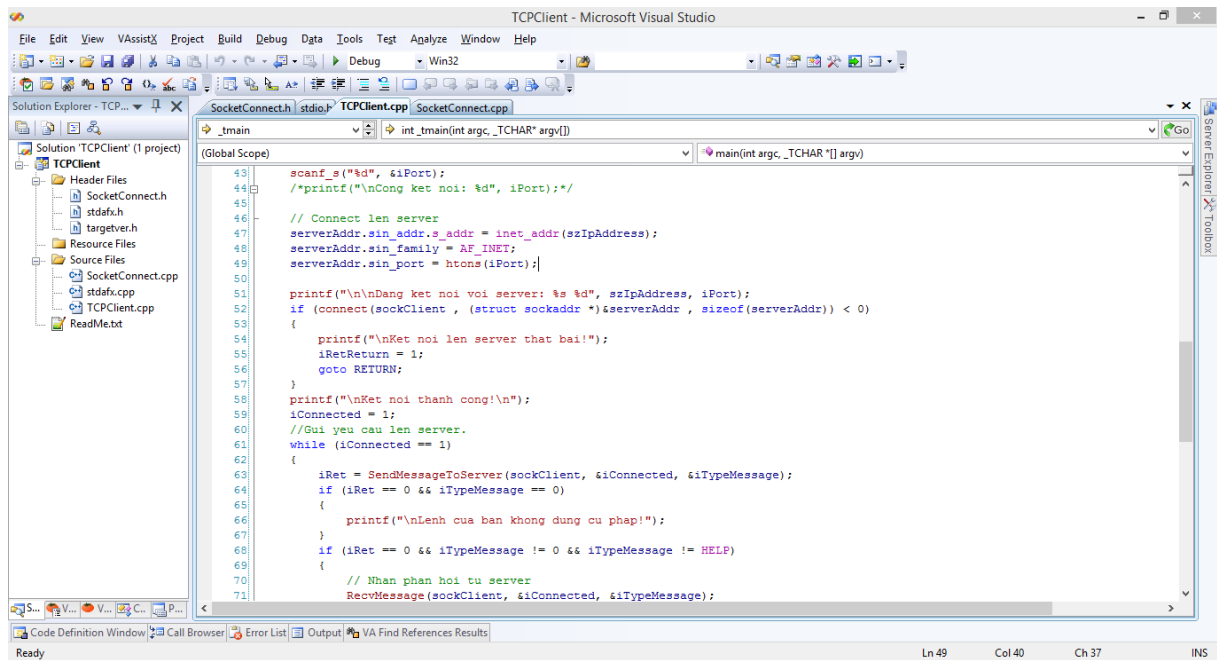 TCPClient - Microsoft Visual Studio
File Edit View VAssistX Project Build Debug Data Tools Test Analyze Window Help
Debug Win32
Solution Explorer - TCP...
SocketConnect.h stdio.h TCPClient.cpp SocketConnect.cpp
_tmain int _tmain(int argc, _TCHAR* argv[]) Go
(Global Scope) main(int argc, _TCHAR *[] argv)
Solution 'TCPClient' (1 project)
TCPClient
Header Files
SocketConnect.h
stdafx.h
targetver.h
Resource Files
Source Files
SocketConnect.cpp
stdafx.cpp
TCPClient.cpp
ReadMe.txt
43 scanf_s("%d", &iPort);
44 /*printf("\nCong ket noi: %d", iPort);*/
45
46 // Connect len server
47 serverAddr.sin_addr.s_addr = inet_addr(szIpAddress);
48 serverAddr.sin_family = AF_INET;
49 serverAddr.sin_port = htons(iPort);
50
51 printf("\n\nDang ket noi voi server: %s %d", szIpAddress, iPort);
52 if (connect(sockClient , (struct sockaddr *)&serverAddr , sizeof(serverAddr)) < 0)
53 {
54 printf("\nKet noi len server that bai!");
55 iRetReturn = 1;
56 goto RETURN;
57 }
58 printf("\nKet noi thanh cong!\n");
59 iConnected = 1;
60 //Gui yeu cau len server.
61 while (iConnected == 1)
62 {
63 iRet = SendMessageToServer(sockClient, &iConnected, &iTypeMessage);
64 if (iRet == 0 && iTypeMessage == 0)
65 {
66 printf("\nLenh cua ban khong dung cu phap!");
67 }
68 if (iRet == 0 && iTypeMessage != 0 && iTypeMessage != HELP)
69 {
70 // Nhan phan hoi tu server
71 RecvMessage(sockClient, &iConnected, &iTypeMessage);
Server Explorer
Toolbox
S... V... V... C... P...
Code Definition Window Call Browser Error List Output VA Find References Results
Ready Ln 49 Col 40 Ch 37 INS